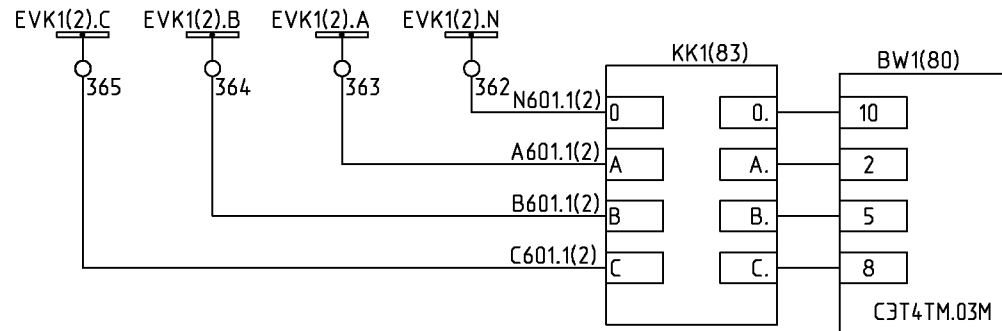 EVK1(2).C EVK1(2).B EVK1(2).A EVK1(2).N
KK1(83)
BW1(80)
365 364 363 362
N601.1(2) 0 0. 10
A601.1(2) A A. 2
B601.1(2) B B. 5
C601.1(2) C C. 8
СЭТ4ТМ.03М